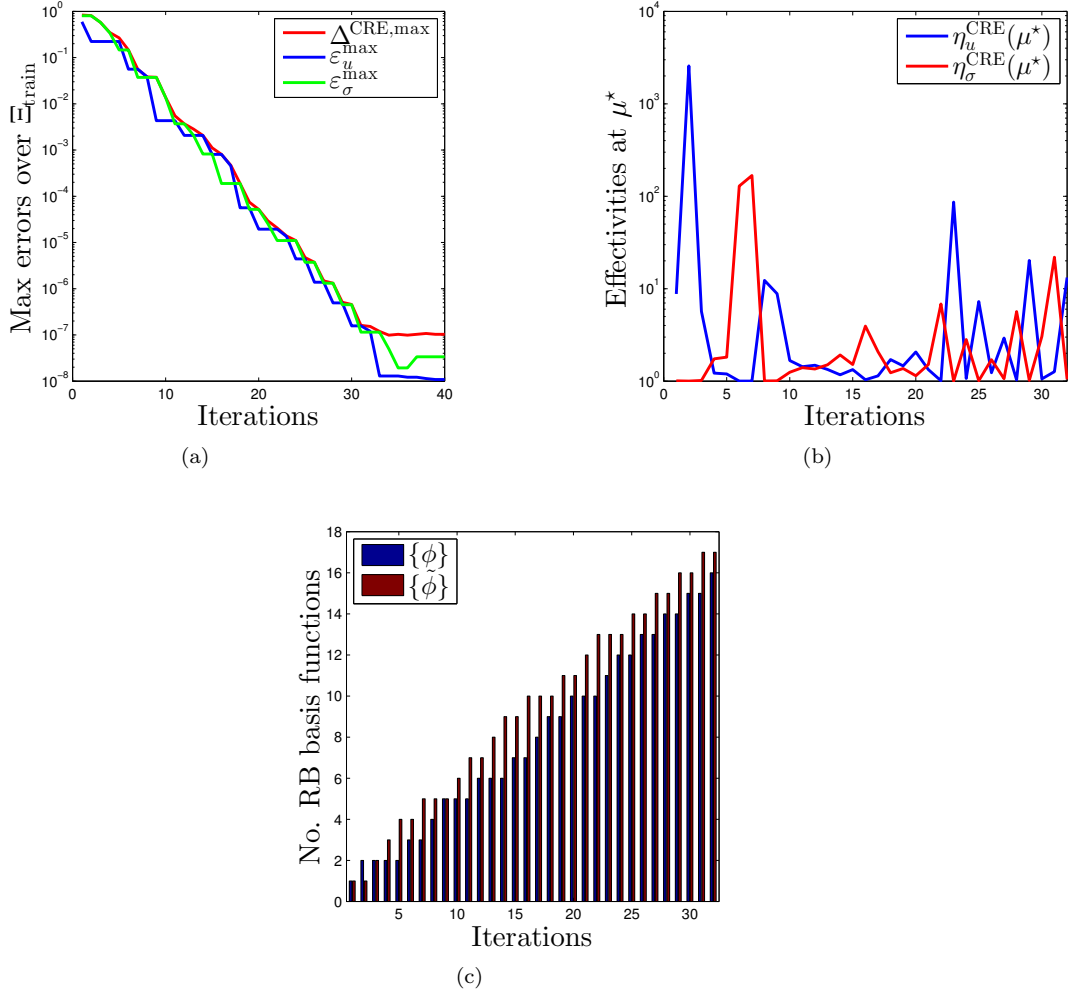 Max errors over Ξ_train
10^0
10^−1
10^−2
10^−3
10^−4
10^−5
10^−6
10^−7
10^−8
0 10 20 30 40
Iterations
Δ^CRE,max
ε_u^max
ε_σ^max
(a)
Effectivities at μ^⋆
10^4
10^3
10^2
10^1
10^0
0 5 10 15 20 25 30
Iterations
η_u^CRE(μ^⋆)
η_σ^CRE(μ^⋆)
(b)
No. RB basis functions
18
16
14
12
10
8
6
4
2
0
5 10 15 20 25 30
Iterations
{ϕ}
{ϕ̃}
(c)